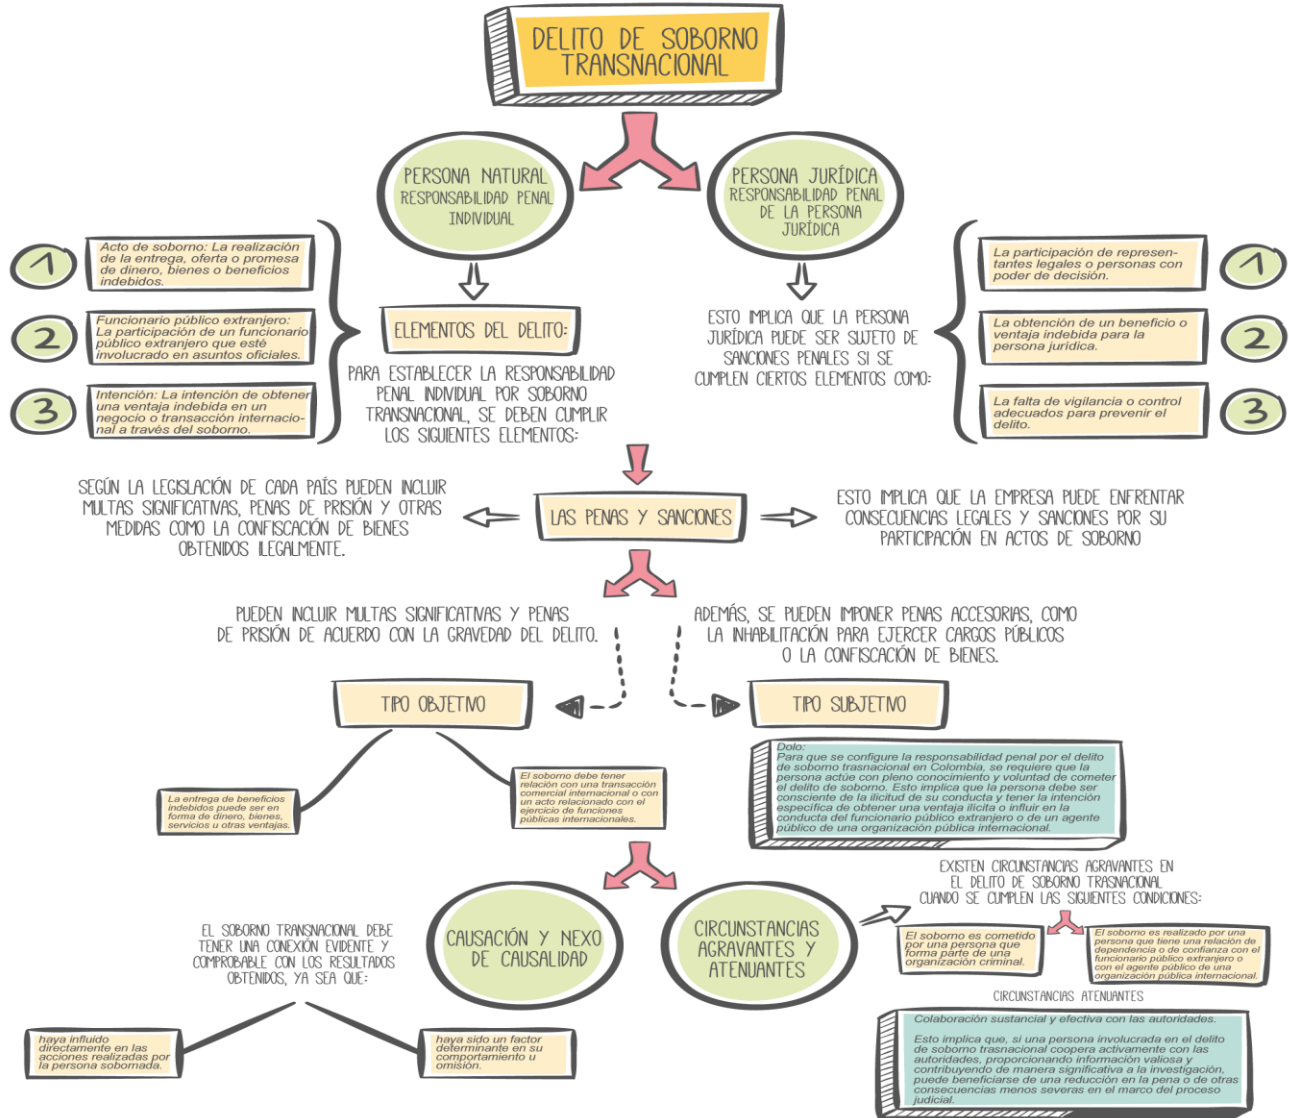 DELITO DE SOBORNO
TRANSNACIONAL
PERSONA NATURAL
RESPONSABILIDAD PENAL
INDIVIDUAL
PERSONA JURÍDICA
RESPONSABILIDAD PENAL
DE LA PERSONA
JURÍDICA
1
Acto de soborno: La realización
de la entrega, oferta o promesa
de dinero, bienes o beneficios
indebidos.
2
Funcionario público extranjero:
La participación de un funcionario
público extranjero que esté
involucrado en asuntos oficiales.
3
Intención: La intención de obtener
una ventaja indebida en un
negocio o transacción internacio-
nal a través del soborno.
ELEMENTOS DEL DELITO:
PARA ESTABLECER LA RESPONSABILIDAD
PENAL INDIVIDUAL POR SOBORNO
TRANSNACIONAL, SE DEBEN CUMPLIR
LOS SIGUIENTES ELEMENTOS:
ESTO IMPLICA QUE LA PERSONA
JURÍDICA PUEDE SER SUJETO DE
SANCIONES PENALES SI SE
CUMPLEN CIERTOS ELEMENTOS COMO:
La participación de represen-
tantes legales o personas con
poder de decisión.
1
La obtención de un beneficio o
ventaja indebida para la
persona jurídica.
2
La falta de vigilancia o control
adecuados para prevenir el
delito.
3
SEGÚN LA LEGISLACIÓN DE CADA PAÍS PUEDEN INCLUIR
MULTAS SIGNIFICATIVAS, PENAS DE PRISIÓN Y OTRAS
MEDIDAS COMO LA CONFISCACIÓN DE BIENES
OBTENIDOS ILEGALMENTE.
LAS PENAS Y SANCIONES
ESTO IMPLICA QUE LA EMPRESA PUEDE ENFRENTAR
CONSECUENCIAS LEGALES Y SANCIONES POR SU
PARTICIPACIÓN EN ACTOS DE SOBORNO
PUEDEN INCLUIR MULTAS SIGNIFICATIVAS Y PENAS
DE PRISIÓN DE ACUERDO CON LA GRAVEDAD DEL DELITO.
ADEMÁS, SE PUEDEN IMPONER PENAS ACCESORIAS, COMO
LA INHABILITACIÓN PARA EJERCER CARGOS PÚBLICOS
O LA CONFISCACIÓN DE BIENES.
TIPO OBJETIVO
TIPO SUBJETIVO
La entrega de beneficios
indebidos puede ser en
forma de dinero, bienes,
servicios u otras ventajas.
El soborno debe tener
relación con una transacción
comercial internacional o con
un acto relacionado con el
ejercicio de funciones
públicas internacionales.
Dolo:
Para que se configure la responsabilidad penal por el delito
de soborno trasnacional en Colombia, se requiere que la
persona actúe con pleno conocimiento y voluntad de cometer
el delito de soborno. Esto implica que la persona debe ser
consciente de la ilicitud de su conducta y tener la intención
específica de obtener una ventaja ilícita o influir en la
conducta del funcionario público extranjero o de un agente
público de una organización pública internacional.
CAUSACIÓN Y NEXO
DE CAUSALIDAD
EL SOBORNO TRANSNACIONAL DEBE
TENER UNA CONEXIÓN EVIDENTE Y
COMPROBABLE CON LOS RESULTADOS
OBTENIDOS, YA SEA QUE:
haya influido
directamente en las
acciones realizadas por
la persona sobornada.
haya sido un factor
determinante en su
comportamiento u
omisión.
CIRCUNSTANCIAS
AGRAVANTES Y
ATENUANTES
EXISTEN CIRCUNSTANCIAS AGRAVANTES EN
EL DELITO DE SOBORNO TRASNACIONAL
CUANDO SE CUMPLEN LAS SIGUIENTES CONDICIONES:
El soborno es cometido
por una persona que
forma parte de una
organización criminal.
El soborno es realizado por una
persona que tiene una relación de
dependencia o de confianza con el
funcionario público extranjero o
con el agente público de una
organización pública internacional.
CIRCUNSTANCIAS ATENUANTES
Colaboración sustancial y efectiva con las autoridades.
Esto implica que, si una persona involucrada en el delito
de soborno trasnacional coopera activamente con las
autoridades, proporcionando información valiosa y
contribuyendo de manera significativa a la investigación,
puede beneficiarse de una reducción en la pena o de otras
consecuencias menos severas en el marco del proceso
judicial.